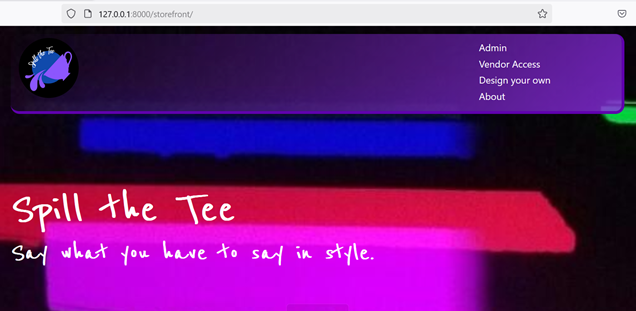 127.0.0.1:8000/storefront/
Spill the Tee
Admin
Vendor Access
Design your own
About
Spill the Tee
Say what you have to say in style.